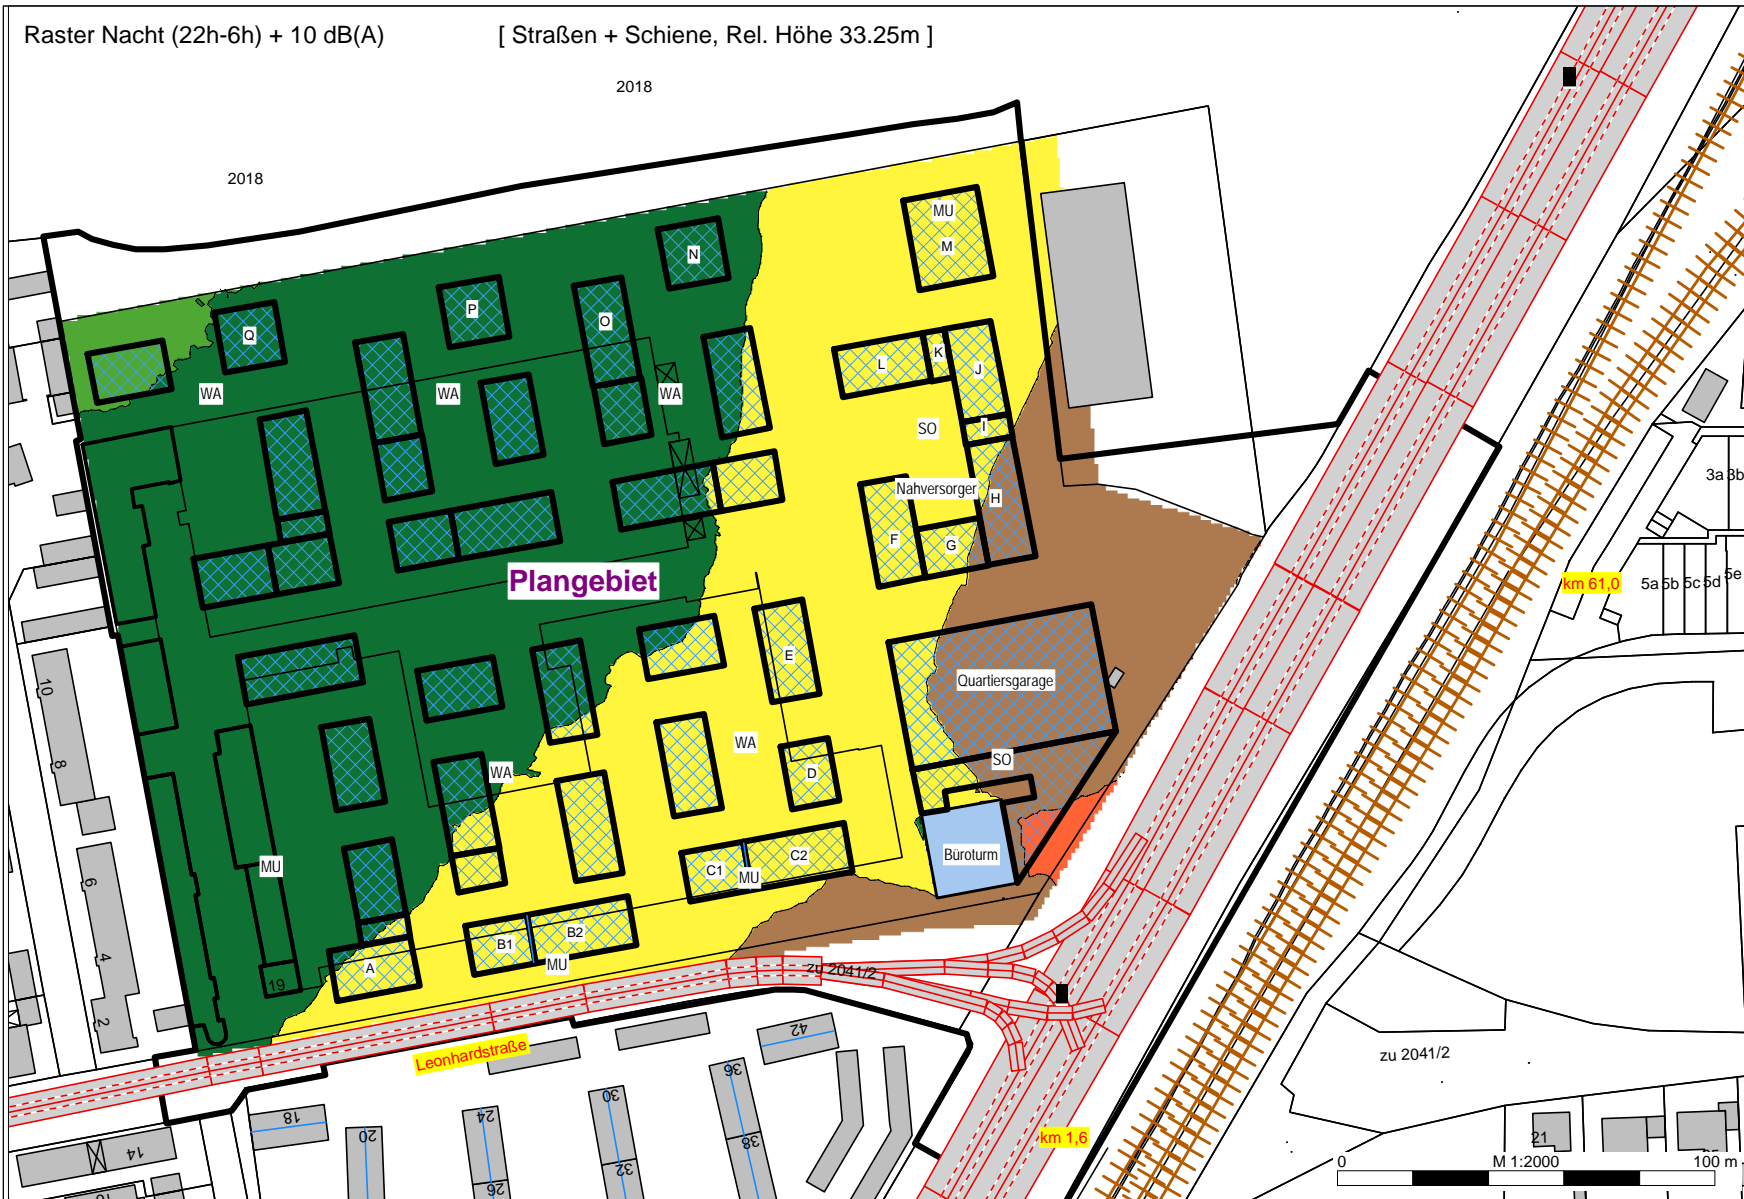 Raster Nacht (22h-6h) + 10 dB(A) [ Straßen + Schiene, Rel. Höhe 33.25m ]
2018
2018
MU
M
N
P
O
Q
K
L
J
WA
WA
WA
SO
I
Nahversorger
H
F
G
3a 3b
Plangebiet
km 61,0
5a 5b 5c 5d 5e
E
10
Quartiersgarage
WA
SO
8
WA
D
Büroturm
C1
C2
MU
MU
6
B1
B2
A
MU
4
19
zu 2041/2
2
42
Leonhardstraße
zu 2041/2
36
30
24
18
20
14
38
32
26
km 1,6
21
0 M 1:2000 100 m